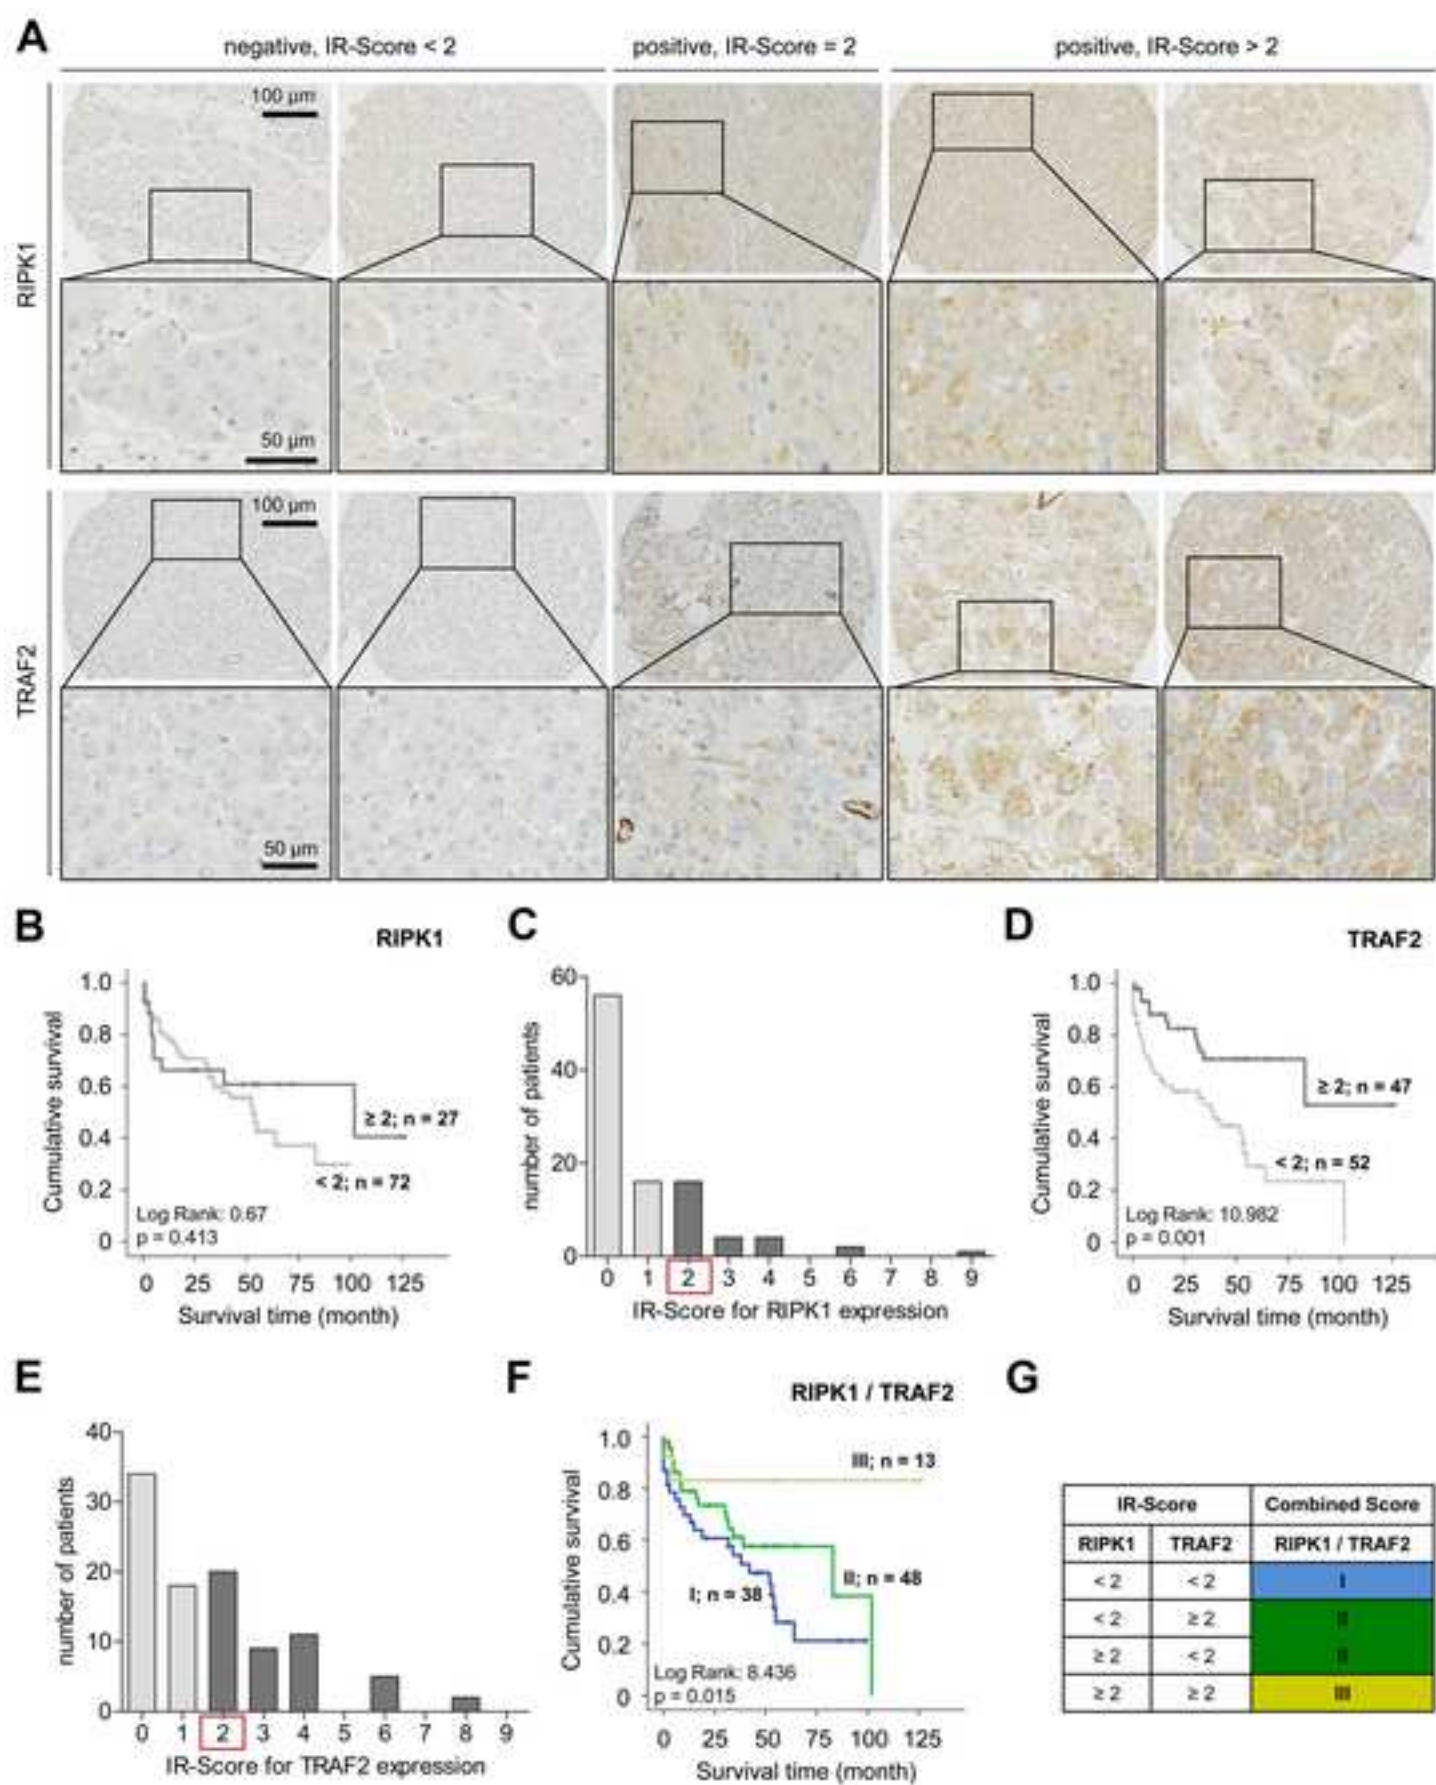 A
negative, IR-Score < 2
positive, IR-Score = 2
positive, IR-Score > 2
RIPK1
100 µm
50 µm
TRAF2
100 µm
50 µm
B
RIPK1
Cumulative survival
1.0
0.8
0.6
0.4
0.2
0
≥ 2; n = 27
< 2; n = 72
Log Rank: 0.67
p = 0.413
0 25 50 75 100 125
Survival time (month)
C
number of patients
60
40
20
0
0 1 2 3 4 5 6 7 8 9
IR-Score for RIPK1 expression
D
TRAF2
Cumulative survival
1.0
0.8
0.6
0.4
0.2
0
≥ 2; n = 47
< 2; n = 52
Log Rank: 10.982
p = 0.001
0 25 50 75 100 125
Survival time (month)
E
number of patients
40
30
20
10
0
0 1 2 3 4 5 6 7 8 9
IR-Score for TRAF2 expression
F
RIPK1 / TRAF2
Cumulative survival
1.0
0.8
0.6
0.4
0.2
0
III; n = 13
II; n = 48
I; n = 38
Log Rank: 8.436
p = 0.015
0 25 50 75 100 125
Survival time (month)
G
IR-Score Combined Score
RIPK1 TRAF2 RIPK1 / TRAF2
< 2 < 2 I
< 2 ≥ 2 II
≥ 2 < 2 II
≥ 2 ≥ 2 III